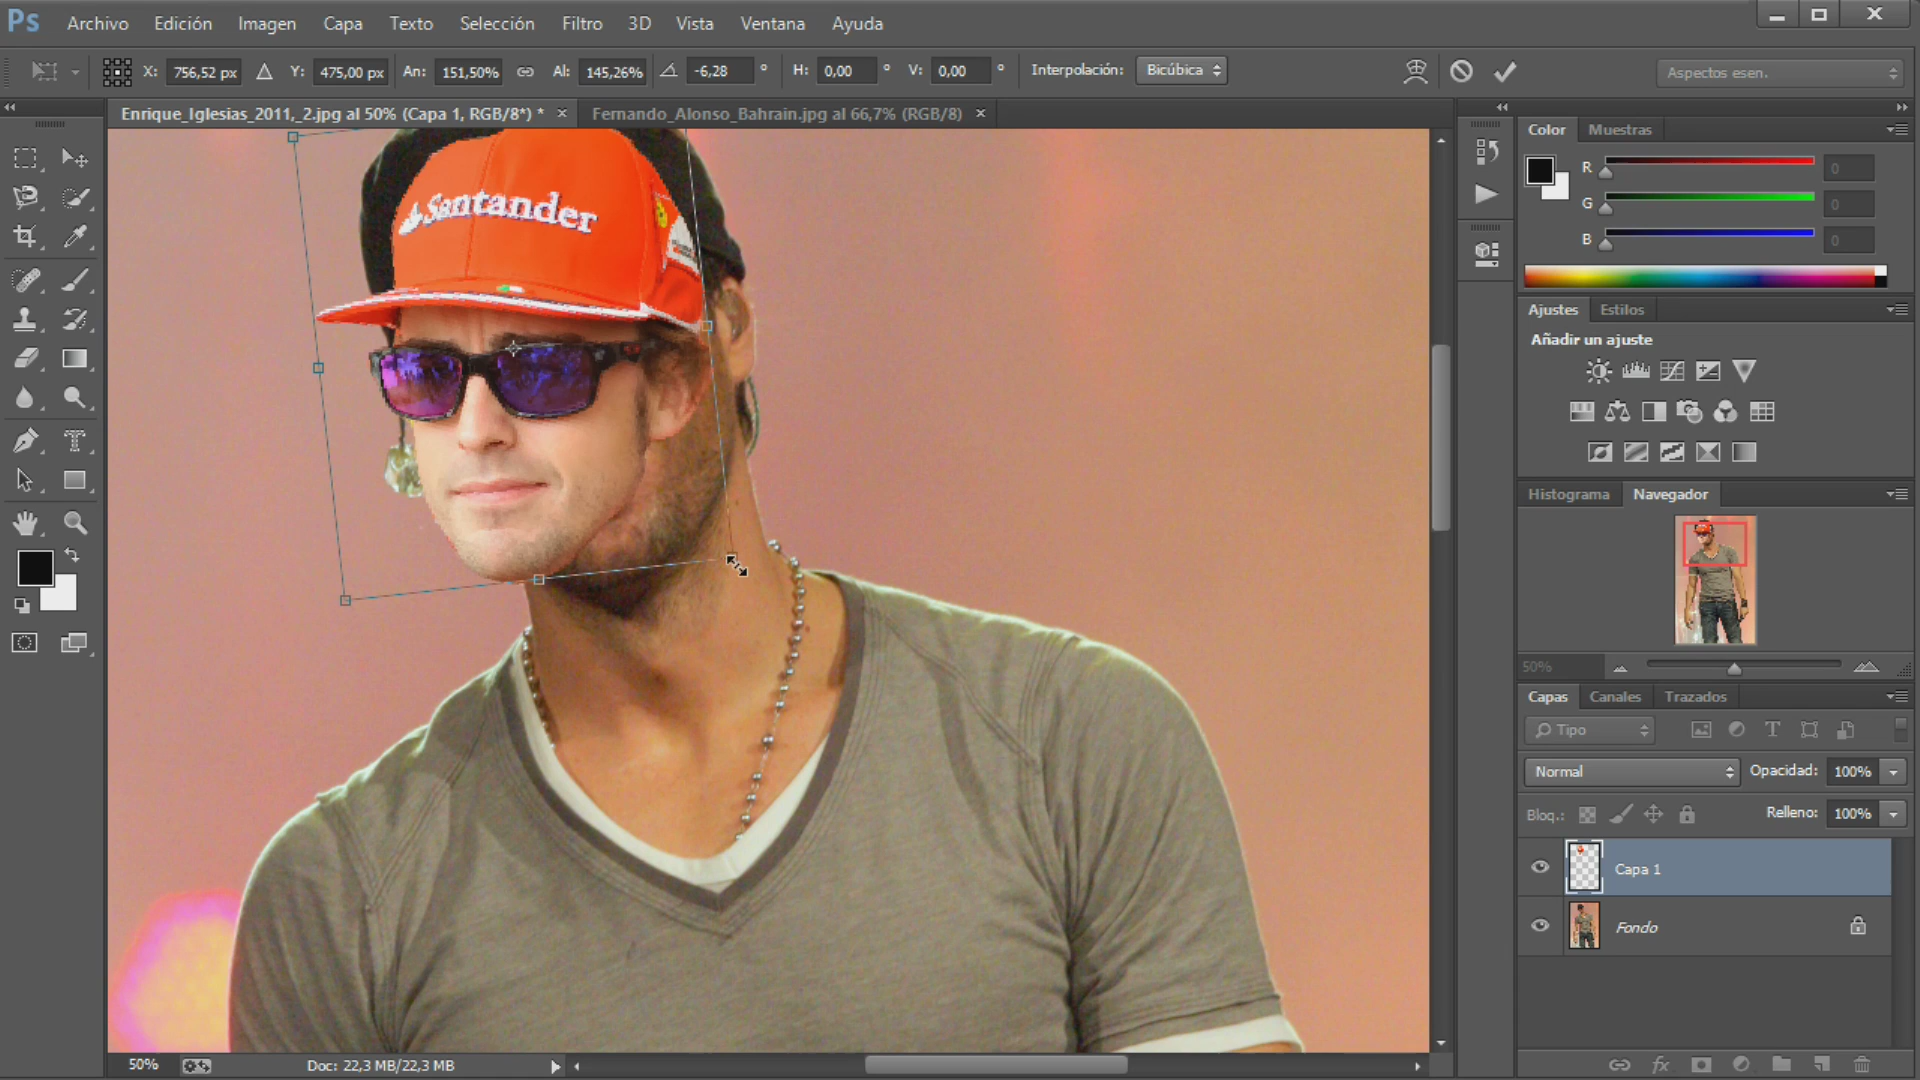 Ps Archivo Edición Imagen Capa Texto Selección Filtro 3D Vista Ventana Ayuda
X: 756,52 px Y: 475,00 px An: 151,50% Al: 145,26% -6,28 ° H: 0,00 ° V: 0,00 ° Interpolación: Bicúbica Aspectos esen.
Enrique_Iglesias_2011,_2.jpg al 50% (Capa 1, RGB/8*) * × Fernando_Alonso_Bahrain.jpg al 66,7% (RGB/8) ×
Color Muestras
R 0
G 0
B 0
Santander
Ajustes Estilos
Añadir un ajuste
Histograma Navegador
50%
Capas Canales Trazados
Tipo
Normal Opacidad: 100%
Bloq.: Relleno: 100%
Capa 1
Fondo
50% Doc: 22,3 MB/22,3 MB
fx